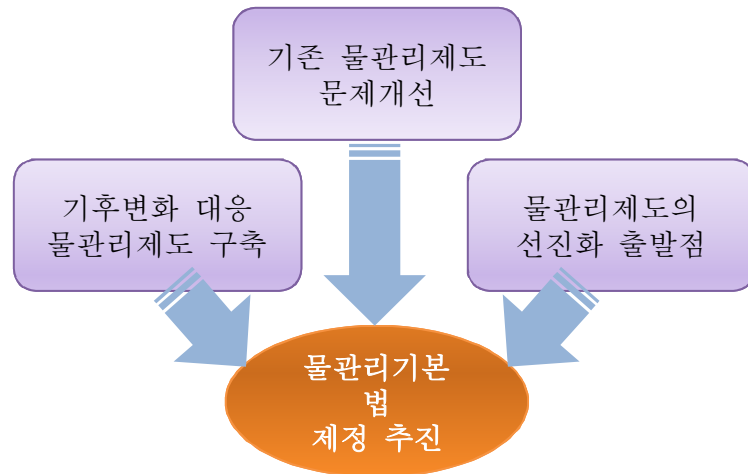 기존 물관리제도
문제개선
기후변화 대응
물관리제도 구축
물관리제도의
선진화 출발점
물관리기본
법
제정 추진